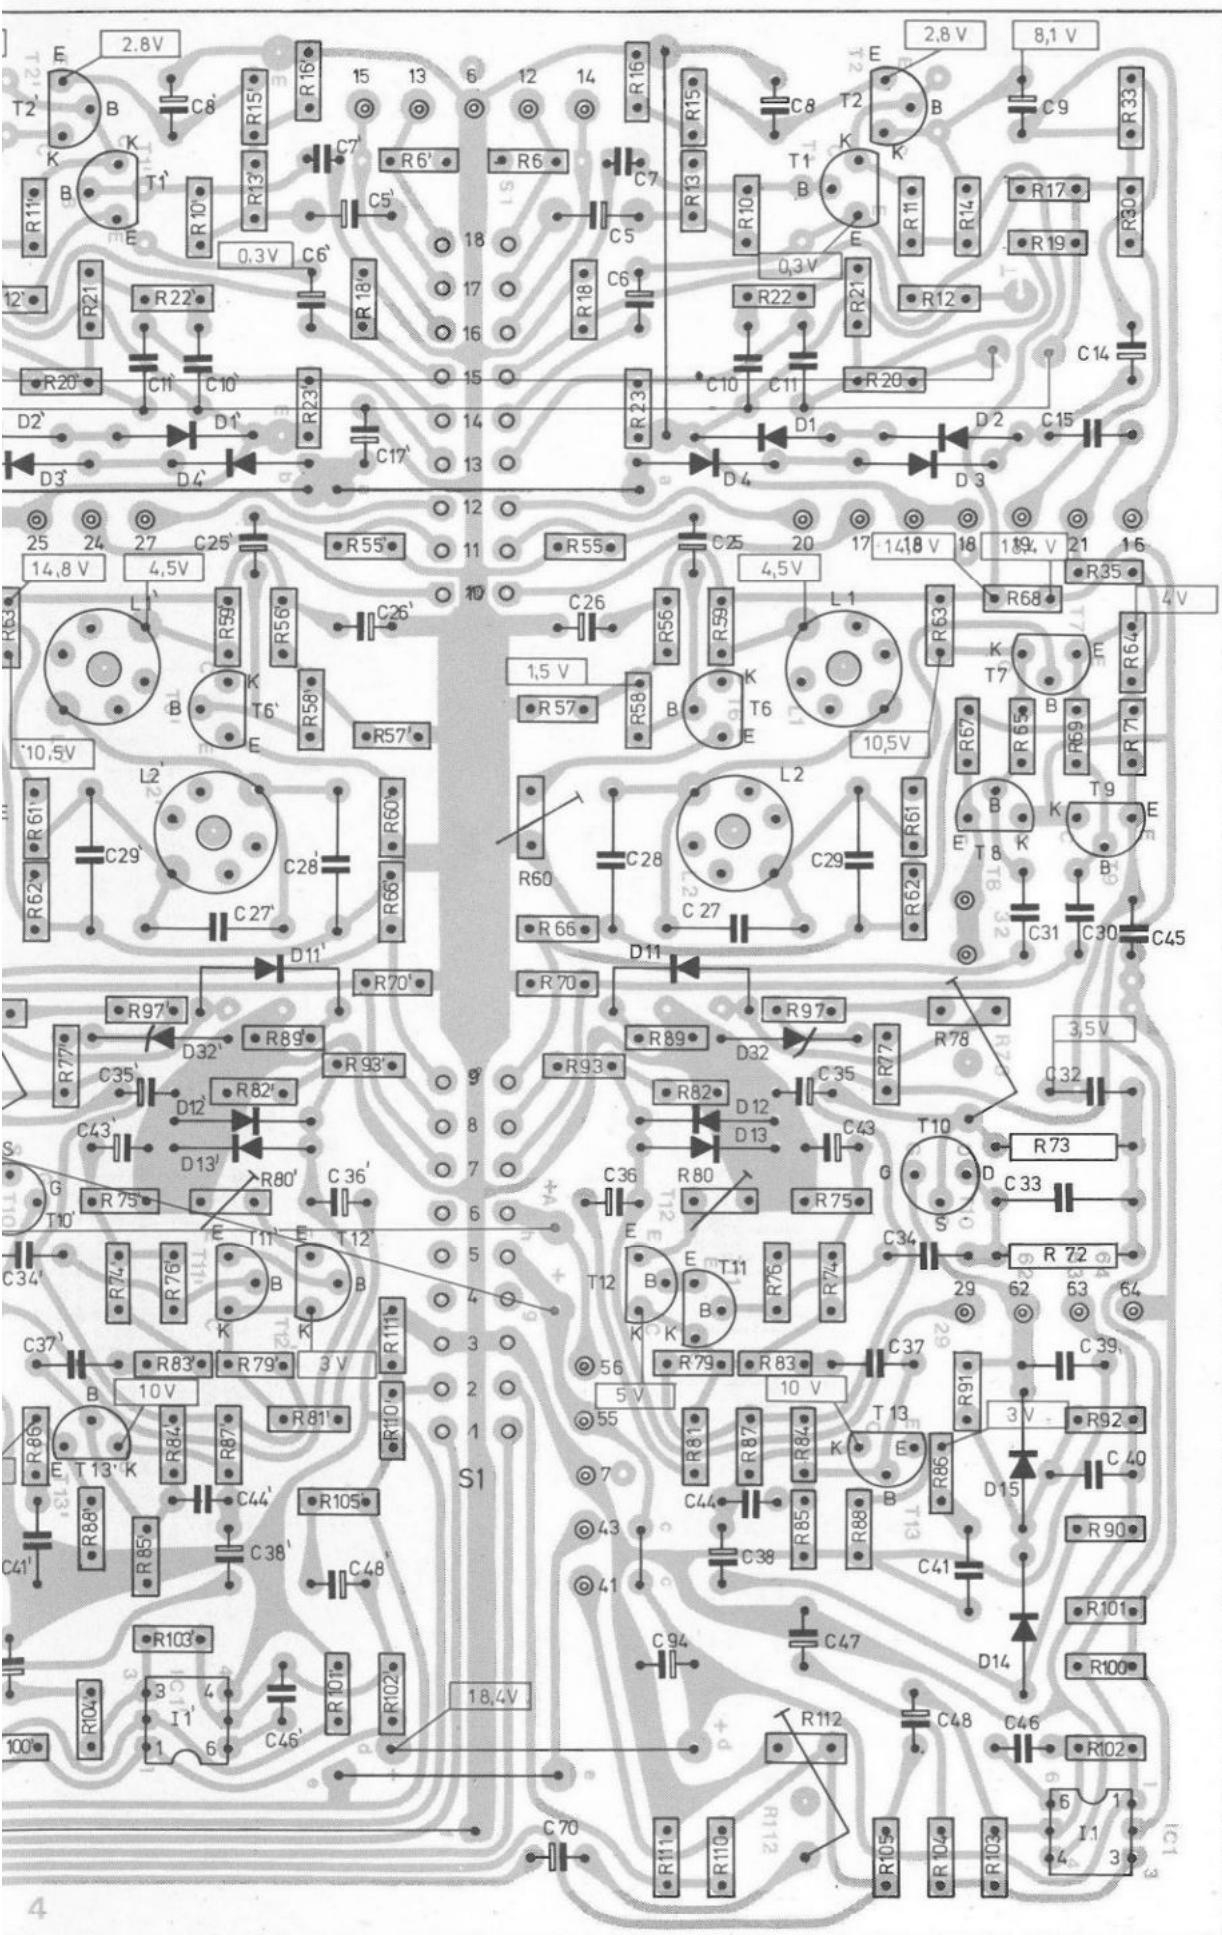 2.8V 2,8V 8,1V
E R16' 15 13 6 12 14 R16 E
T2' B C8' R15' R15 C8 T2 B C9 R33
K K C7' R6' R6 C7 T1 K
R11' B T1' R10' R13' C5' C5 R13 R10 B R11 R14 R17 R30
E 18 E R19
0,3V C6' C6 0,3V
R21' R22' R18' 17 R18 R22 R21 R12
12' 16
C11' C10' 15 C10 C11 R20 C14
R20' R23' R23
D2' D1' 14 D1 D2 C15
C17'
D3' D4' 13 D4 D3
12
25 24 27 C25' R55' 11 R55 C25 20 17 18 18 19 21 16
14,8V 4,5V 10 4,5V R35
R63' L1' R59' R56' C26' C26 R56 R59 L1 R63 R68 4V
K 1,5V K K T7 E R64
B T6' R58' R57' R57 R58 B T6 B
E E
10,5V 10,5V R67 R65 R69 R71
L2' L2
R61' R60' R61 B T9
K E
C29' C28' R60 C28 C29 E T8 K B
R62' R66' R62
C27' R66 C27 C31 C30 C45
D11' D11
R70' R70
R97' R97 R78
R77' D32' R89' R89 D32 R77 3,5V
R93' R93
C35' R82' 9 R82 C35 C32
D12' 8 D12 T10
C43' D13 C43 R73
D13' 7
S G R80' C36' C36 R80 G D C33
T10' R75' 6 R75 S
E T11' E T12' 5 E C34 R72
C34' R74' R76' B B T12 B E T11 R76 R74
4 B 29 62 63 64
K K R111' K K
C37' 3 C37 C39
R83' R79' 3V 56 R79 R83 R91
B 10V 2 5V 10V
R86' R84' R87' R81' R110' 55 R81 R87 R84 T13 3V R92
1 K E
E T13' K S1 7 R86 D15 C40
C44' R105' C44 B
R88' R85' 43 R85 R88 R90
C41' C38' C38 C41
C48' 41
R101
R103' C94 C47
D14 R100
3 4 R101' R102' 18,4V
R104' I1' C46' R112 C48 C46
100' 1 6 d +d R102
6 1
R111 R110 R105 R104 R103 I1
C70 4 3
4